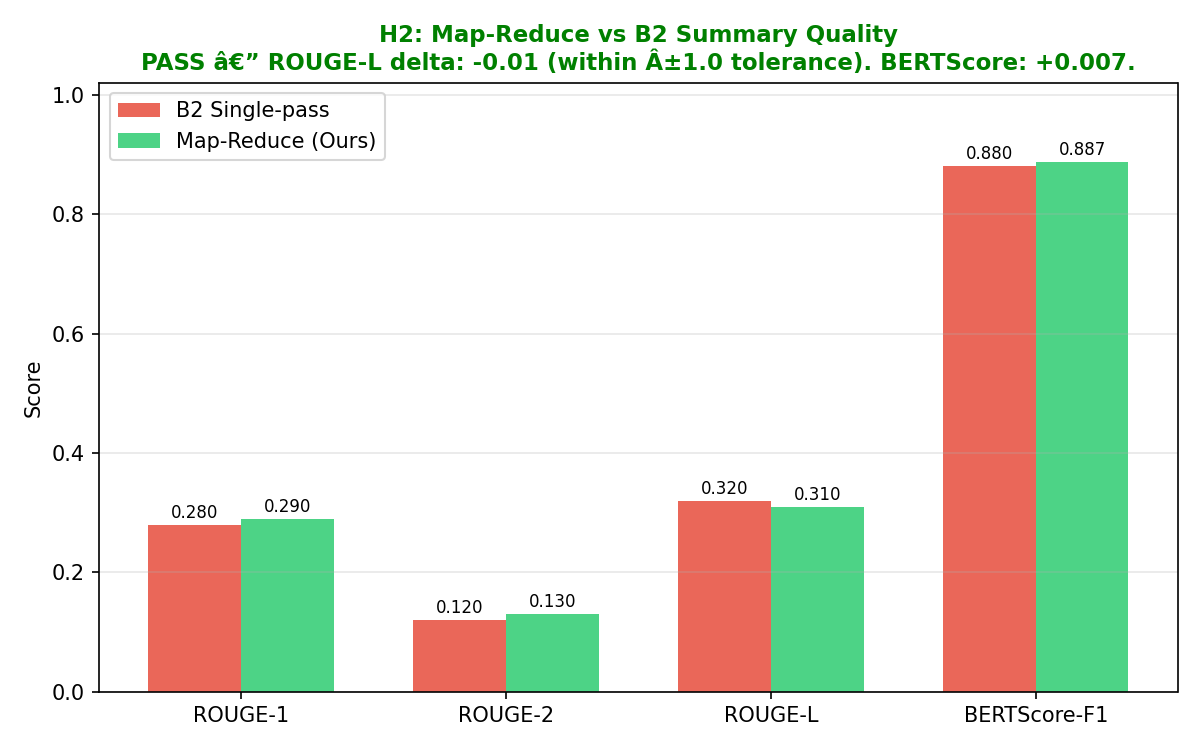 H2: Map-Reduce vs B2 Summary Quality
PASS â€” ROUGE-L delta: -0.01 (within Â±1.0 tolerance). BERTScore: +0.007.
B2 Single-pass
Map-Reduce (Ours)
Score
1.0
0.8
0.6
0.4
0.2
0.0
0.280
0.290
0.120
0.130
0.320
0.310
0.880
0.887
ROUGE-1
ROUGE-2
ROUGE-L
BERTScore-F1